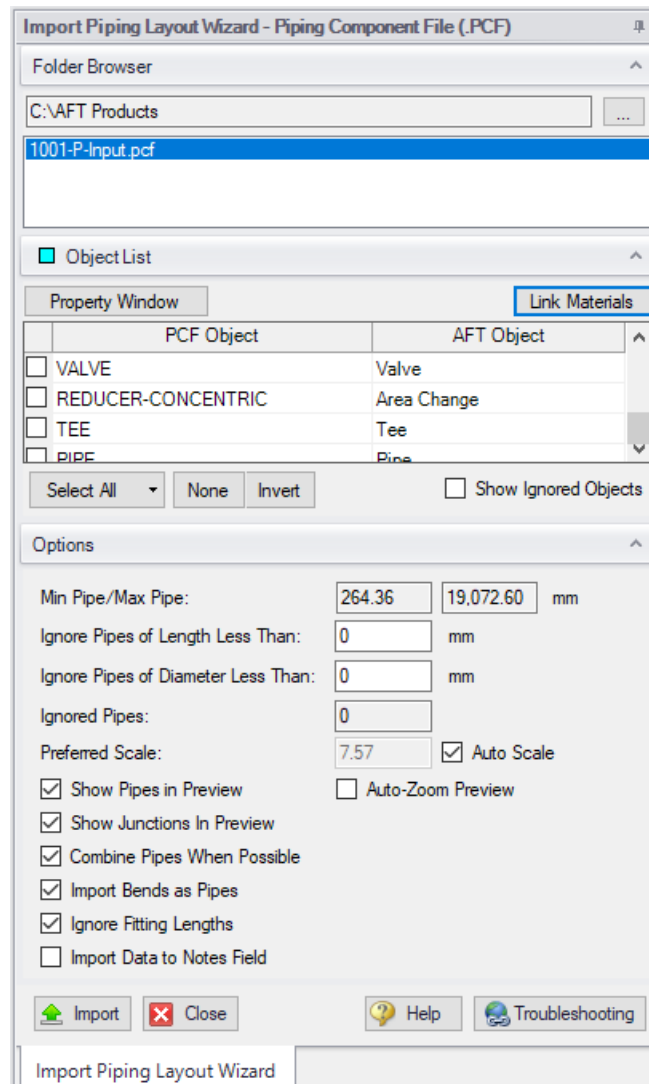 Import Piping Layout Wizard - Piping Component File (.PCF)
Folder Browser
C:\AFT Products
...
1001-P-Input.pcf
Object List
Property Window Link Materials
PCF Object AFT Object
VALVE Valve
REDUCER-CONCENTRIC Area Change
TEE Tee
PIPE Pipe
Select All None Invert Show Ignored Objects
Options
Min Pipe/Max Pipe: 264.36 19,072.60 mm
Ignore Pipes of Length Less Than: 0 mm
Ignore Pipes of Diameter Less Than: 0 mm
Ignored Pipes: 0
Preferred Scale: 7.57 Auto Scale
Show Pipes in Preview Auto-Zoom Preview
Show Junctions In Preview
Combine Pipes When Possible
Import Bends as Pipes
Ignore Fitting Lengths
Import Data to Notes Field
Import Close Help Troubleshooting
Import Piping Layout Wizard